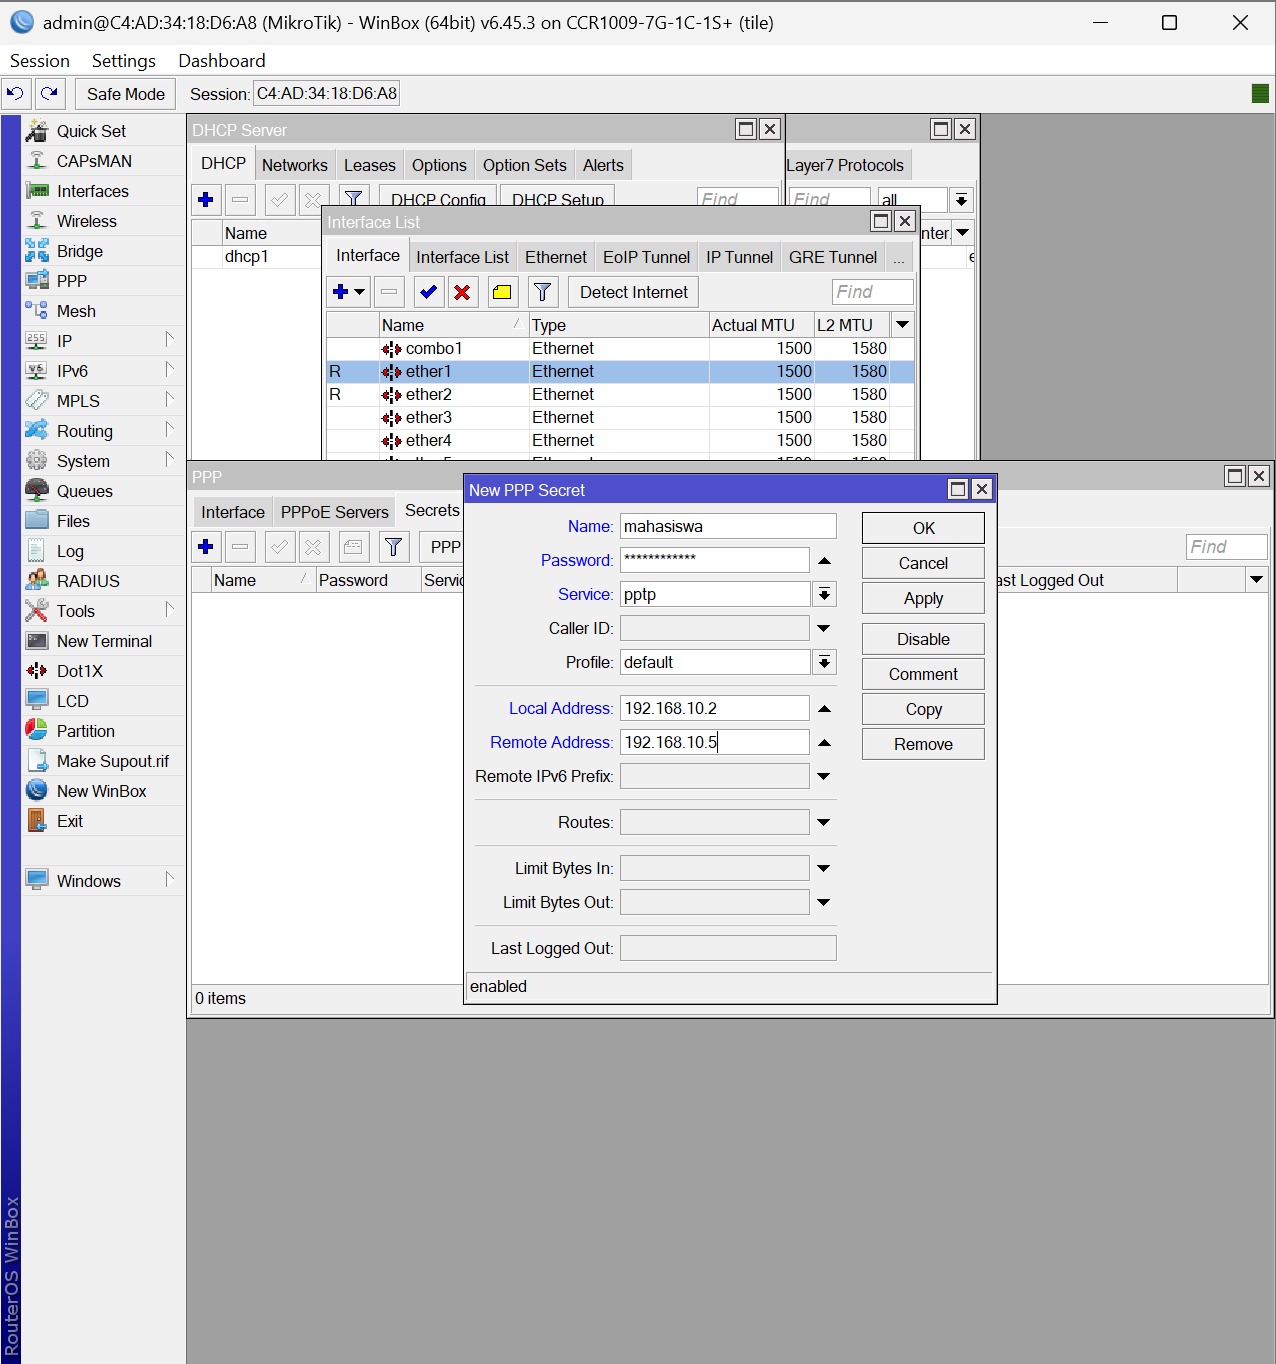 admin@C4:AD:34:18:D6:A8 (MikroTik) - WinBox (64bit) v6.45.3 on CCR1009-7G-1C-1S+ (tile)
Session Settings Dashboard
Safe Mode Session: C4:AD:34:18:D6:A8
Quick Set
CAPsMAN
Interfaces
Wireless
Bridge
PPP
Mesh
IP
IPv6
MPLS
Routing
System
Queues
Files
Log
RADIUS
Tools
New Terminal
Dot1X
LCD
Partition
Make Supout.rif
New WinBox
Exit
Windows
RouterOS WinBox
DHCP Server
DHCP Networks Leases Options Option Sets Alerts
DHCP Config DHCP Setup Find
Name
dhcp1
Layer7 Protocols
Find all
Interface List
Interface Interface List Ethernet EoIP Tunnel IP Tunnel GRE Tunnel ...
Detect Internet Find
Name Type Actual MTU L2 MTU
combo1 Ethernet 1500 1580
R ether1 Ethernet 1500 1580
R ether2 Ethernet 1500 1580
ether3 Ethernet 1500 1580
ether4 Ethernet 1500 1580
PPP
Interface PPPoE Servers Secrets
PPP Find
Name Password
Logged Out
0 items
New PPP Secret
Name: mahasiswa
Password: ************
Service: pptp
Caller ID:
Profile: default
Local Address: 192.168.10.2
Remote Address: 192.168.10.5
Remote IPv6 Prefix:
Routes:
Limit Bytes In:
Limit Bytes Out:
Last Logged Out:
enabled
OK
Cancel
Apply
Disable
Comment
Copy
Remove